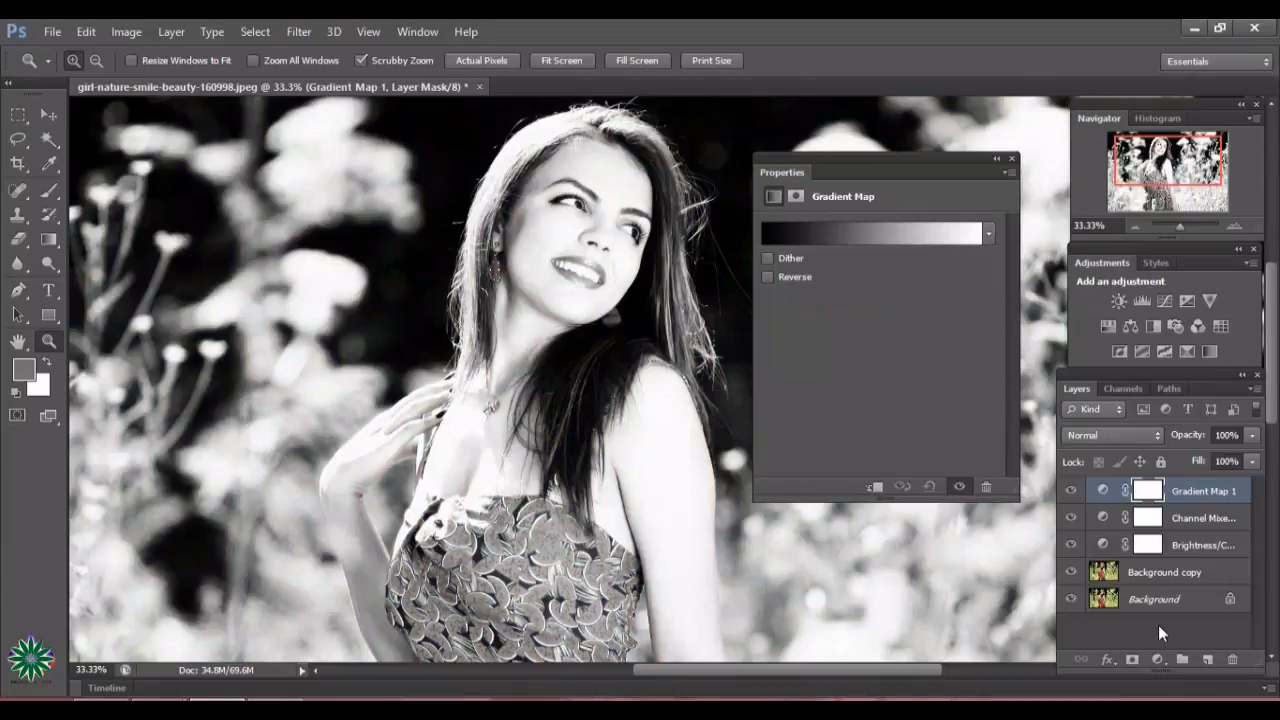 Ps File Edit Image Layer Type Select Filter 3D View Window Help
Resize Windows to Fit Zoom All Windows Scrubby Zoom Actual Pixels Fit Screen Fill Screen Print Size Essentials
girl-nature-smile-beauty-160998.jpeg @ 33.3% (Gradient Map 1, Layer Mask/8) *
Navigator Histogram
33.33%
Properties
Gradient Map
Dither
Reverse
Adjustments Styles
Add an adjustment
Layers Channels Paths
Kind
Normal Opacity: 100%
Lock: Fill: 100%
Gradient Map 1
Channel Mixe...
Brightness/C...
Background copy
Background
33.33% Doc: 34.8M/69.6M
Timeline